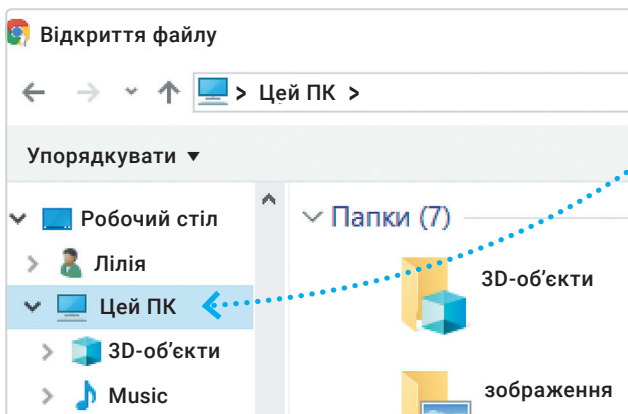 Відкриття файлу
> Цей ПК >
Упорядкувати ▾
Робочий стіл
Лілія
Цей ПК
3D-об'єкти
Music
Папки (7)
3D-об'єкти
зображення